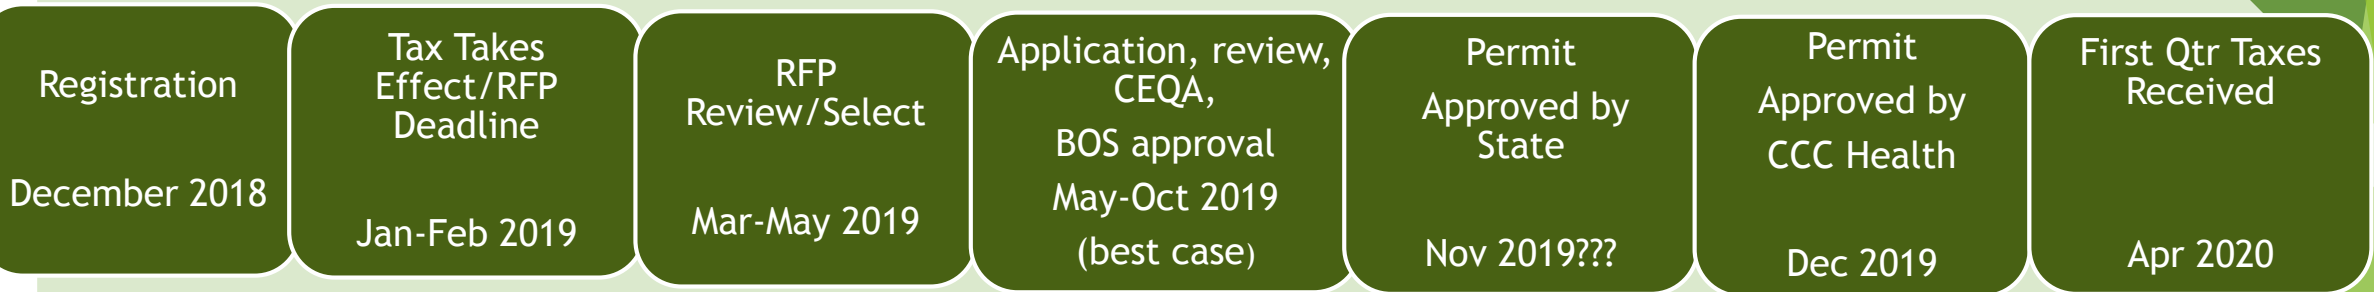 Registration
December 2018
Tax Takes
Effect/RFP
Deadline
Jan-Feb 2019
RFP
Review/Select
Mar-May 2019
Application, review,
CEQA,
BOS approval
May-Oct 2019
(best case)
Permit
Approved by
State
Nov 2019???
Permit
Approved by
CCC Health
Dec 2019
First Qtr Taxes
Received
Apr 2020